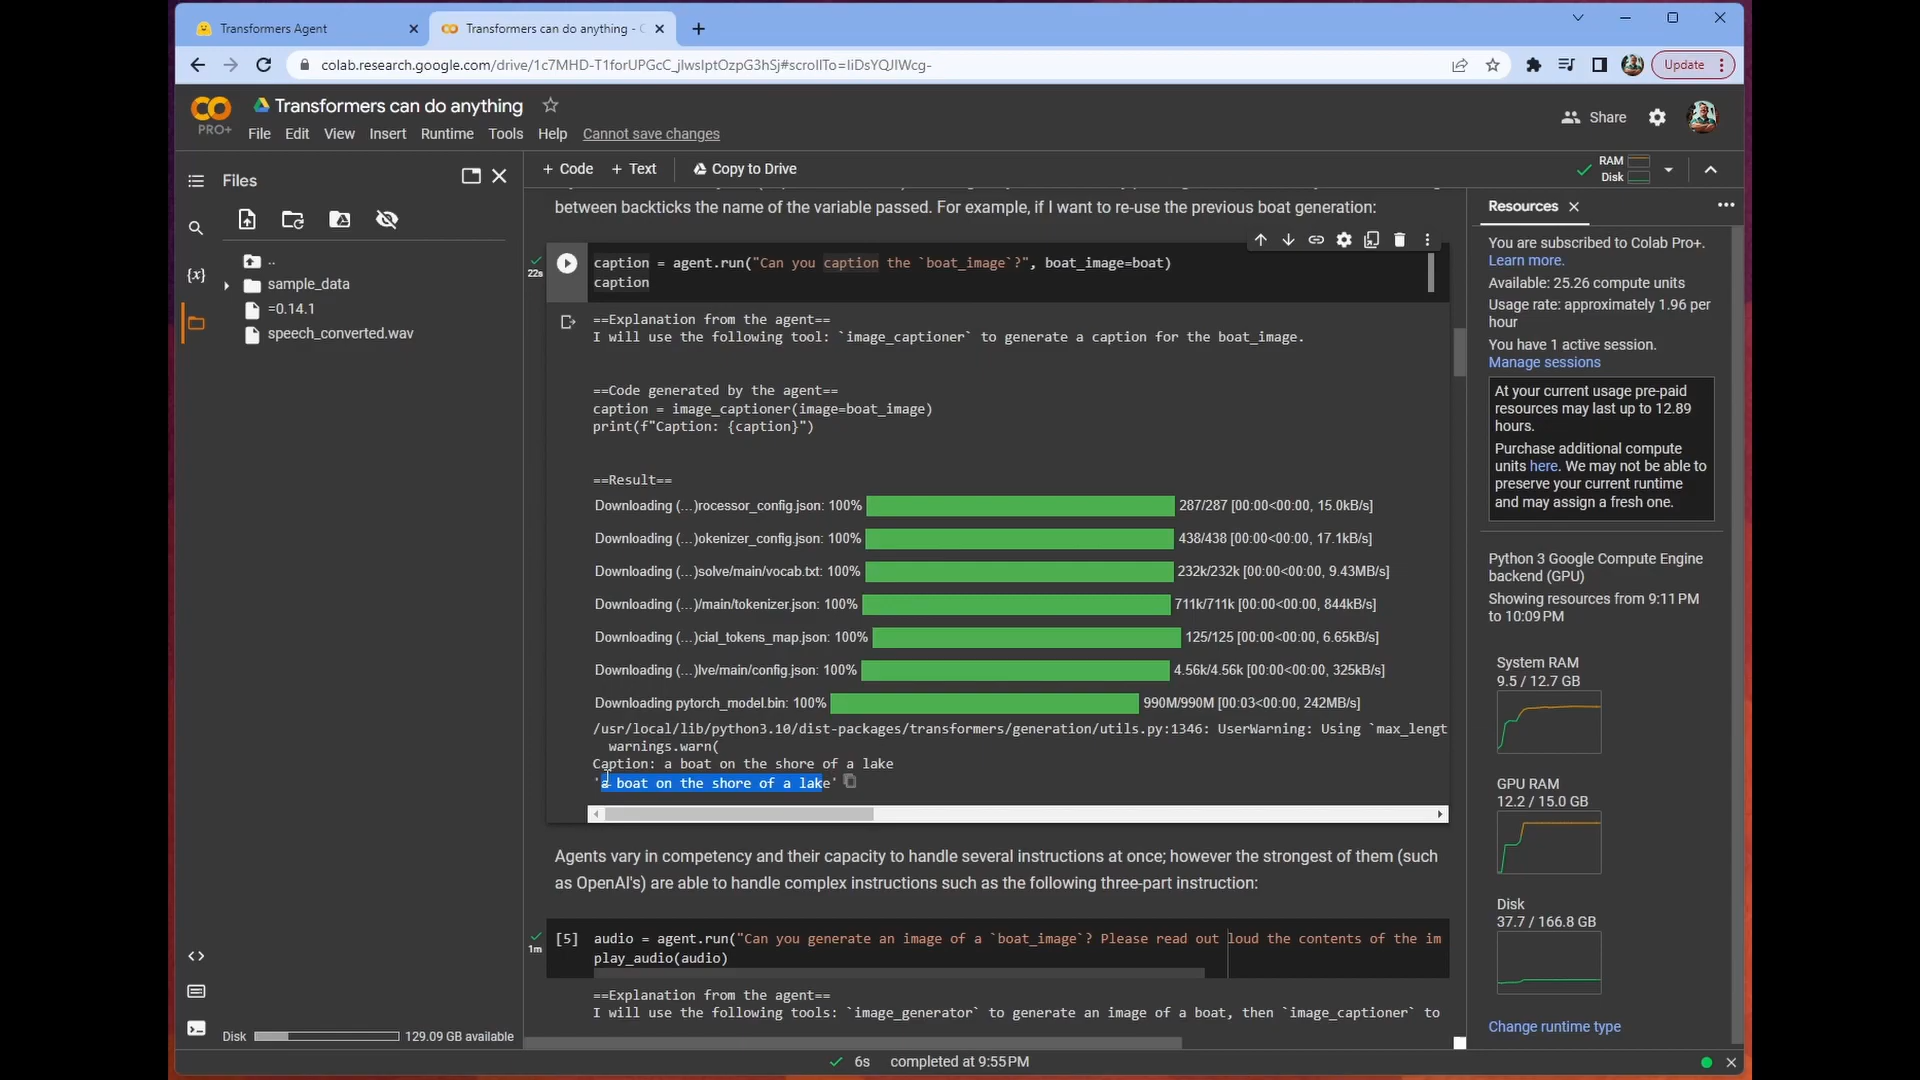 Transformers Agent
Transformers can do anything - C
colab.research.google.com/drive/1c7MHD-T1forUPGcC_jlwsIptOzpG3hSj#scrollTo=IiDsYQJIWcg-
Update
CO
PRO+
Transformers can do anything
File Edit View Insert Runtime Tools Help Cannot save changes
Share
Files
+ Code + Text Copy to Drive
RAM
Disk
..
sample_data
=0.14.1
speech_converted.wav
{x}
between backticks the name of the variable passed. For example, if I want to re-use the previous boat generation:
22s
caption = agent.run("Can you caption the `boat_image`?", boat_image=boat)
caption
==Explanation from the agent==
I will use the following tool: `image_captioner` to generate a caption for the boat_image.
==Code generated by the agent==
caption = image_captioner(image=boat_image)
print(f"Caption: {caption}")
==Result==
Downloading (…)rocessor_config.json: 100% 287/287 [00:00<00:00, 15.0kB/s]
Downloading (…)okenizer_config.json: 100% 438/438 [00:00<00:00, 17.1kB/s]
Downloading (…)solve/main/vocab.txt: 100% 232k/232k [00:00<00:00, 9.43MB/s]
Downloading (…)/main/tokenizer.json: 100% 711k/711k [00:00<00:00, 844kB/s]
Downloading (…)cial_tokens_map.json: 100% 125/125 [00:00<00:00, 6.65kB/s]
Downloading (…)lve/main/config.json: 100% 4.56k/4.56k [00:00<00:00, 325kB/s]
Downloading pytorch_model.bin: 100% 990M/990M [00:03<00:00, 242MB/s]
/usr/local/lib/python3.10/dist-packages/transformers/generation/utils.py:1346: UserWarning: Using `max_lengt
warnings.warn(
Caption: a boat on the shore of a lake
'a boat on the shore of a lake'
Agents vary in competency and their capacity to handle several instructions at once; however the strongest of them (such
as OpenAI's) are able to handle complex instructions such as the following three-part instruction:
1m
[5] audio = agent.run("Can you generate an image of a `boat_image`? Please read out loud the contents of the im
play_audio(audio)
==Explanation from the agent==
I will use the following tools: `image_generator` to generate an image of a boat, then `image_captioner` to
Resources
You are subscribed to Colab Pro+.
Learn more.
Available: 25.26 compute units
Usage rate: approximately 1.96 per
hour
You have 1 active session.
Manage sessions
At your current usage pre-paid
resources may last up to 12.89
hours.
Purchase additional compute
units here. We may not be able to
preserve your current runtime
and may assign a fresh one.
Python 3 Google Compute Engine
backend (GPU)
Showing resources from 9:11 PM
to 10:09 PM
System RAM
9.5 / 12.7 GB
GPU RAM
12.2 / 15.0 GB
Disk
37.7 / 166.8 GB
Change runtime type
Disk 129.09 GB available
6s completed at 9:55 PM